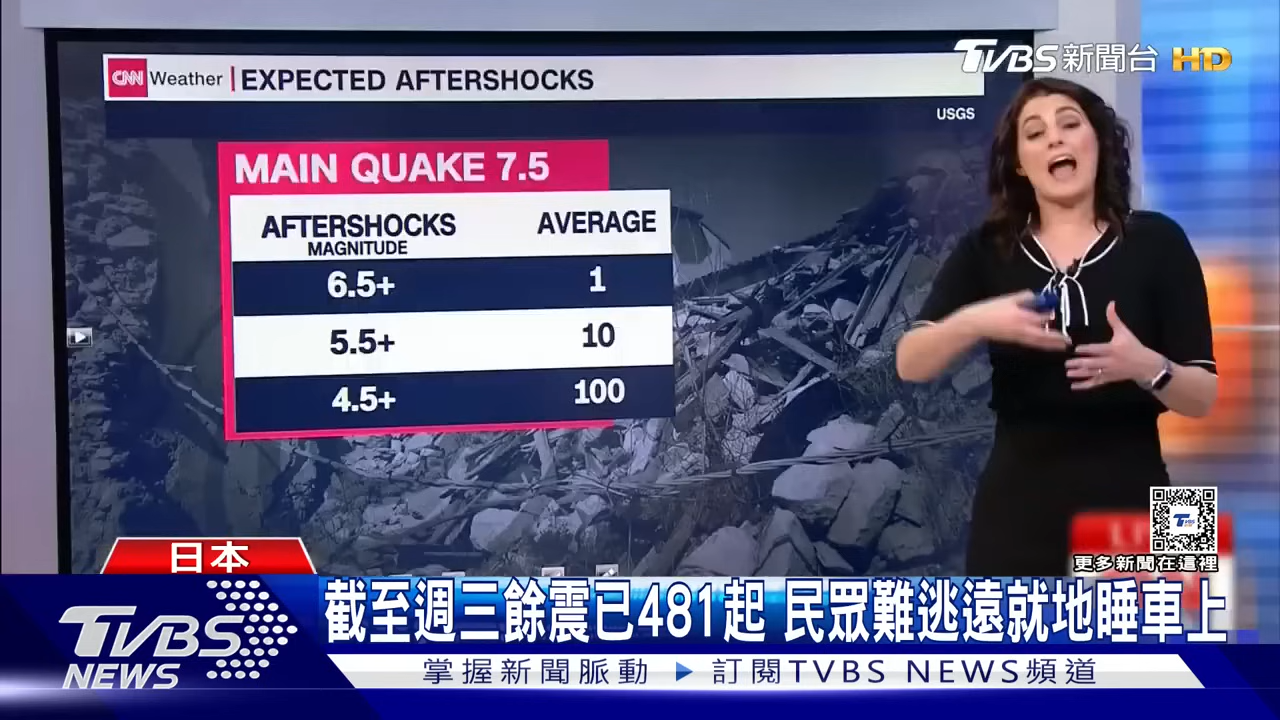 CNN Weather EXPECTED AFTERSHOCKS
TVBS新聞台 HD
USGS
MAIN QUAKE 7.5
AFTERSHOCKS AVERAGE
MAGNITUDE
6.5+ 1
5.5+ 10
4.5+ 100
TVBS
更多新聞在這裡
日本
截至週三餘震已481起 民眾難逃遠就地睡車上
TVBS
NEWS
掌握新聞脈動 ▶ 訂閱TVBS NEWS頻道